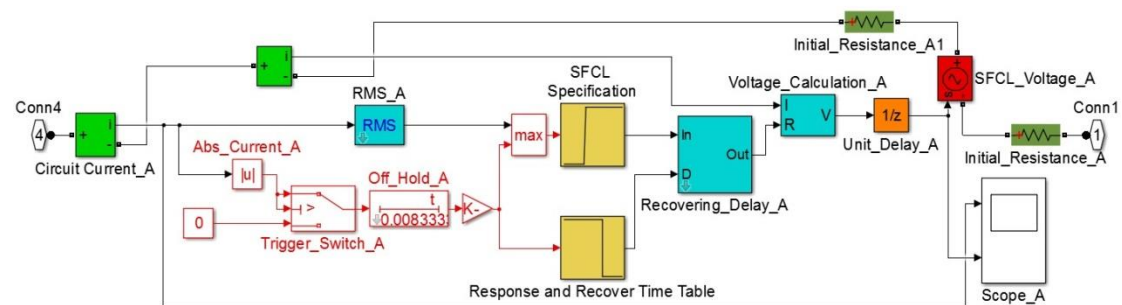 Initial_Resistance_A1
i
+
-
SFCL
Specification
Voltage_Calculation_A
SFCL_Voltage_A
+
s
-
RMS_A
Conn4
4
+
i
-
Circuit Current_A
RMS
max
In
Out
D
I
R
V
1/z
Unit_Delay_A
Conn1
1
Initial_Resistance_A
Abs_Current_A
|u|
Off_Hold_A
t
0.0083333
K-
Recovering_Delay_A
0
>
Trigger_Switch_A
Response and Recover Time Table
Scope_A